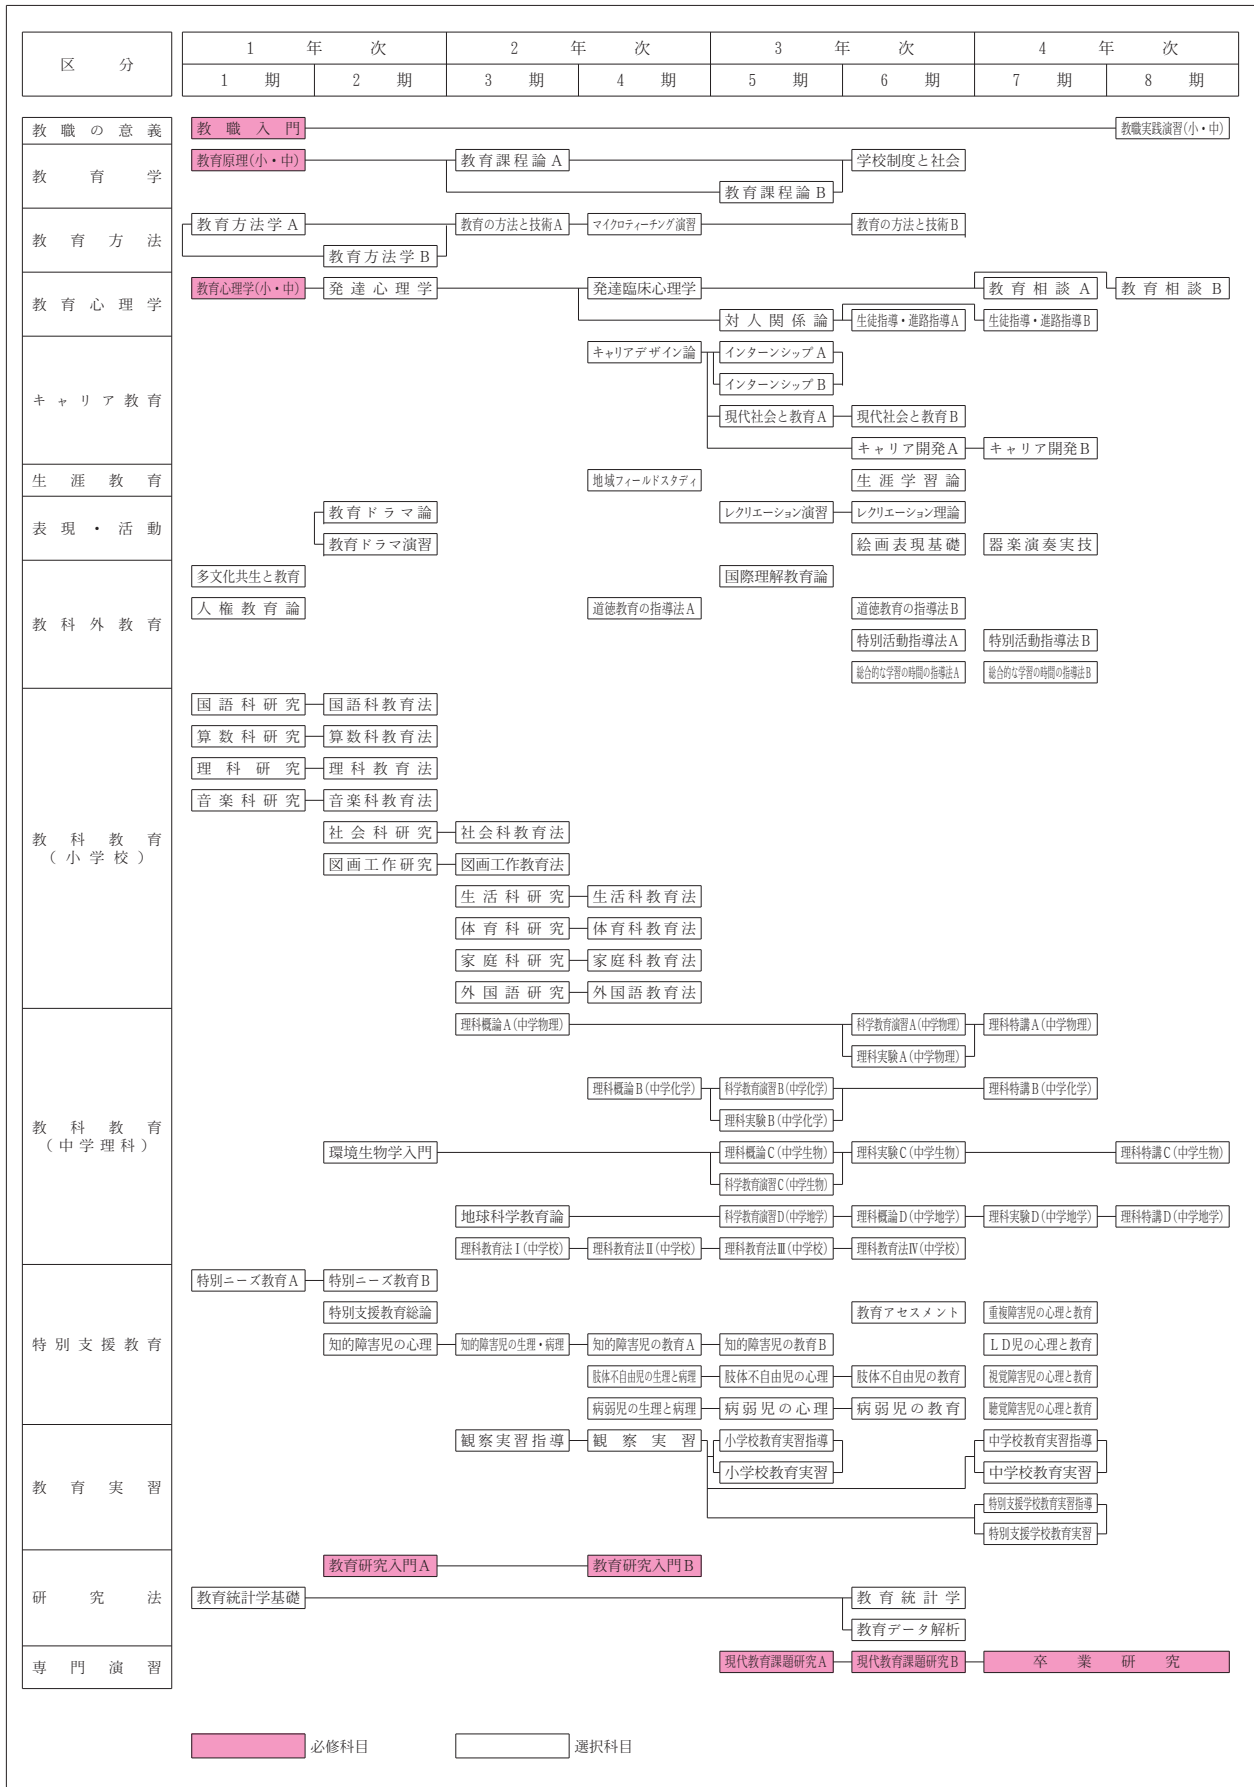 区分 1年次 2年次 3年次 4年次
1期 2期 3期 4期 5期 6期 7期 8期
教職の意義 教職入門 教職実践演習(小・中)
教育学 教育原理(小・中) 教育課程論A 学校制度と社会
教育課程論B
教育方法 教育方法学A 教育の方法と技術A マイクロティーチング演習 教育の方法と技術B
教育方法学B
教育心理学 教育心理学(小・中) 発達心理学 発達臨床心理学 教育相談A 教育相談B
対人関係論 生徒指導・進路指導A 生徒指導・進路指導B
キャリア教育 キャリアデザイン論 インターンシップA
インターンシップB
現代社会と教育A 現代社会と教育B
キャリア開発A キャリア開発B
生涯教育 地域フィールドスタディ 生涯学習論
表現・活動 教育ドラマ論 レクリエーション演習 レクリエーション理論
教育ドラマ演習 絵画表現基礎 器楽演奏実技
教科外教育 多文化共生と教育 国際理解教育論
人権教育論 道徳教育の指導法A 道徳教育の指導法B
特別活動指導法A 特別活動指導法B
総合的な学習の時間の指導法A 総合的な学習の時間の指導法B
教科教育
(小学校)
国語科研究 国語科教育法
算数科研究 算数科教育法
理科研究 理科教育法
音楽科研究 音楽科教育法
社会科研究 社会科教育法
図画工作研究 図画工作教育法
生活科研究 生活科教育法
体育科研究 体育科教育法
家庭科研究 家庭科教育法
外国語研究 外国語教育法
教科教育
(中学理科)
理科概論A(中学物理) 科学教育演習A(中学物理) 理科特講A(中学物理)
理科実験A(中学物理)
理科概論B(中学化学) 科学教育演習B(中学化学) 理科特講B(中学化学)
理科実験B(中学化学)
環境生物学入門 理科概論C(中学生物) 理科実験C(中学生物) 理科特講C(中学生物)
科学教育演習C(中学生物)
地球科学教育論 科学教育演習D(中学地学) 理科概論D(中学地学) 理科実験D(中学地学) 理科特講D(中学地学)
理科教育法Ⅰ(中学校) 理科教育法Ⅱ(中学校) 理科教育法Ⅲ(中学校) 理科教育法Ⅳ(中学校)
特別支援教育 特別ニーズ教育A 特別ニーズ教育B
特別支援教育総論 教育アセスメント 重複障害児の心理と教育
知的障害児の心理 知的障害児の生理・病理 知的障害児の教育A 知的障害児の教育B LD児の心理と教育
肢体不自由児の生理と病理 肢体不自由児の心理 肢体不自由児の教育 視覚障害児の心理と教育
病弱児の生理と病理 病弱児の心理 病弱児の教育 聴覚障害児の心理と教育
教育実習 観察実習指導 観察実習 小学校教育実習指導 中学校教育実習指導
小学校教育実習 中学校教育実習
特別支援学校教育実習指導
特別支援学校教育実習
研究法 教育研究入門A 教育研究入門B
教育統計学基礎 教育統計学
教育データ解析
専門演習 現代教育課題研究A 現代教育課題研究B 卒業研究
必修科目 選択科目